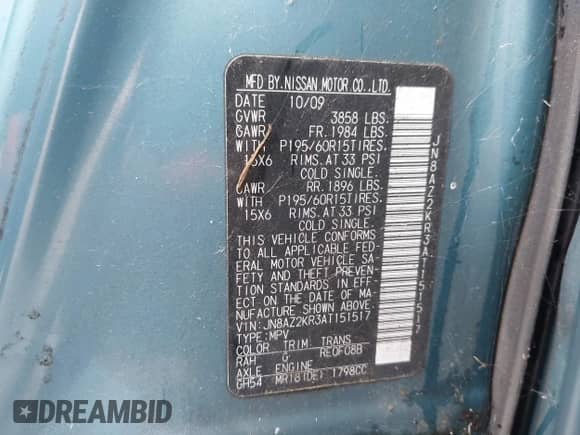 MFD BY NISSAN MOTOR CO.,LTD.
DATE 10/09
GVWR 3858 LBS.
GAWR FR. 1984 LBS.
WITH P195/60R15TIRES.
15X6 RIMS. AT 33 PSI
COLD SINGLE.
GAWR RR. 1896 LBS.
WITH P195/60R15TIRES.
15X6 RIMS. AT 33 PSI
COLD SINGLE.
THIS VEHICLE CONFORMS
TO ALL APPLICABLE FED-
ERAL MOTOR VEHICLE SA-
FETY AND THEFT PREVEN-
TION STANDARDS IN EFF-
ECT ON THE DATE OF MA-
NUFACTURE SHOWN ABOVE.
VIN:JN8AZ2KR3AT151517
TYPE:MPV
COLOR TRIM TRANS
RAH G RE0F08B
AXLE ENGINE
GH54 MR18(DE) 1798CC
JN8AZ2KR3AT151517
DREAMBID